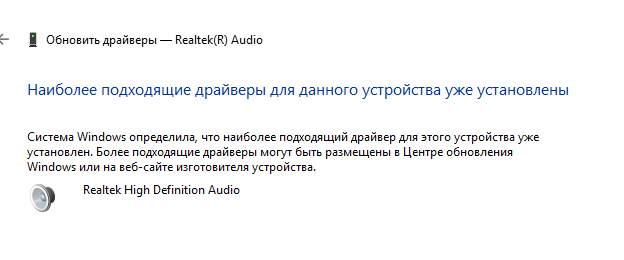 Обновить драйверы — Realtek(R) Audio
Наиболее подходящие драйверы для данного устройства уже установлены
Система Windows определила, что наиболее подходящий драйвер для этого устройства уже
установлен. Более подходящие драйверы могут быть размещены в Центре обновления
Windows или на веб-сайте изготовителя устройства.
Realtek High Definition Audio